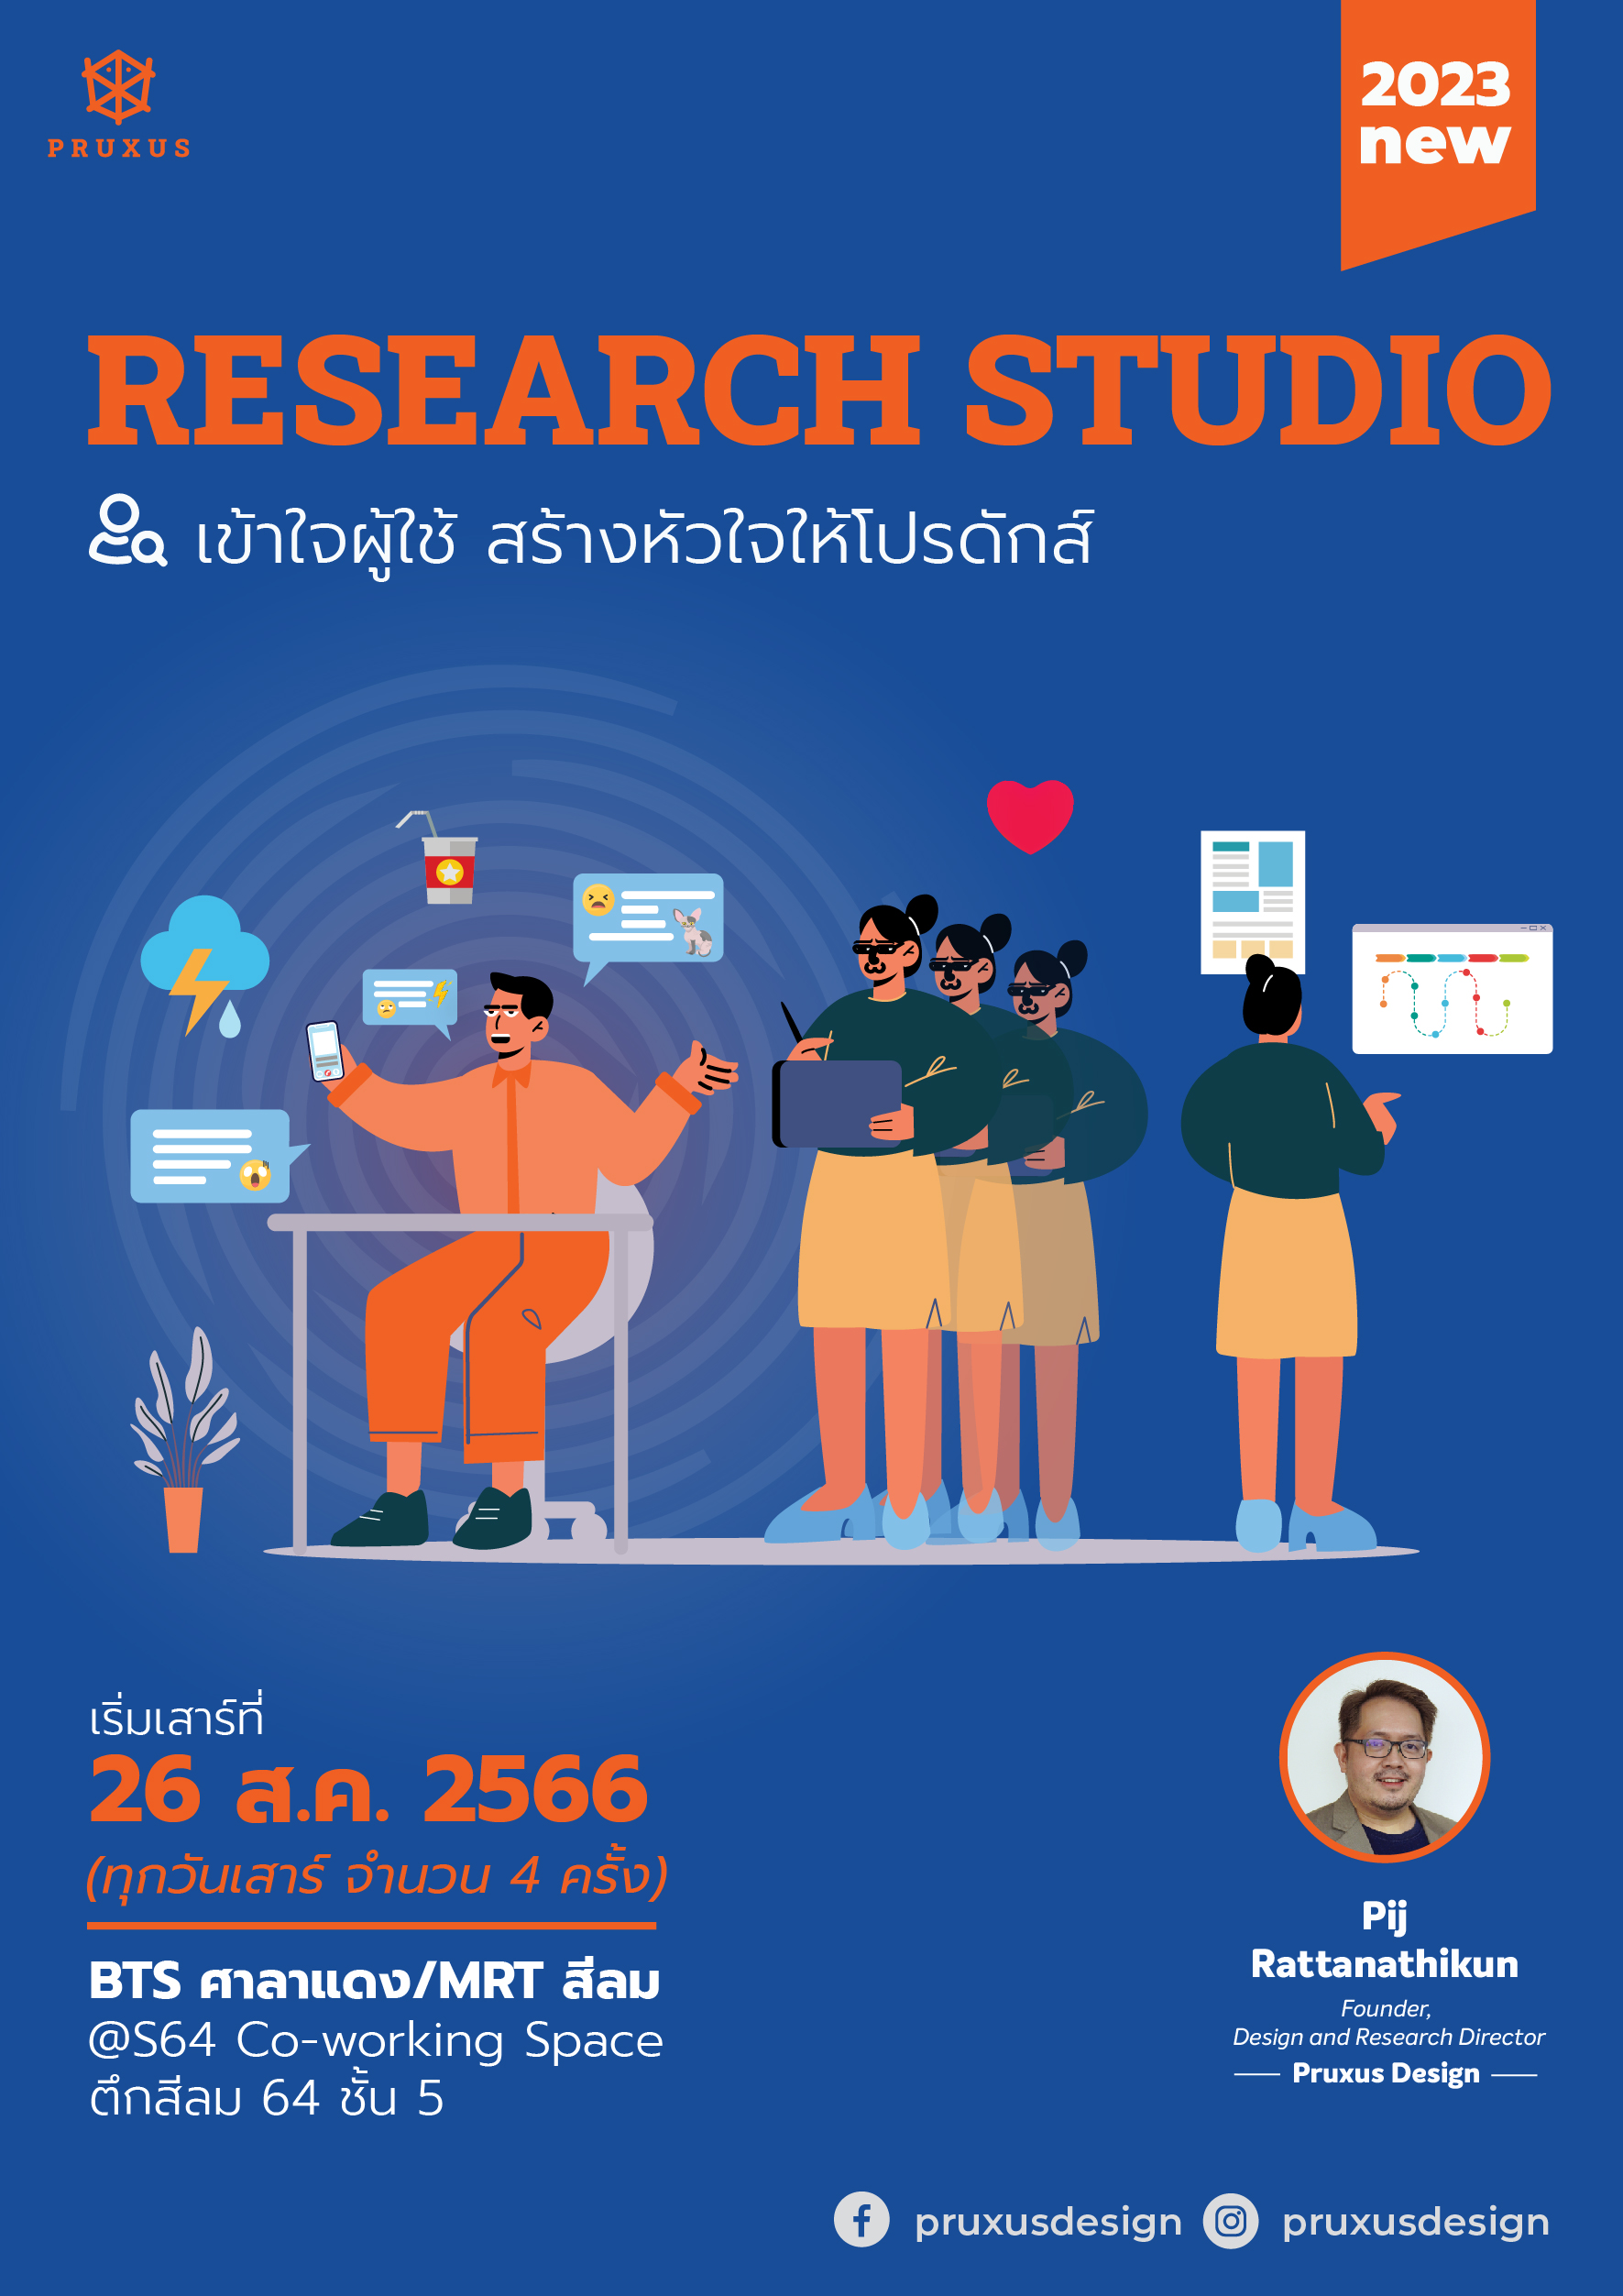 PRUXUS
2023
new
RESEARCH STUDIO
เข้าใจผู้ใช้ สร้างหัวใจให้โปรดักส์
เริ่มเสาร์ที่
26 ส.ค. 2566
(ทุกวันเสาร์ จำนวน 4 ครั้ง)
BTS ศาลาแดง/MRT สีลม
@S64 Co-working Space
ตึกสีลม 64 ชั้น 5
Pij
Rattanathikun
Founder,
Design and Research Director
Pruxus Design
pruxusdesign
pruxusdesign